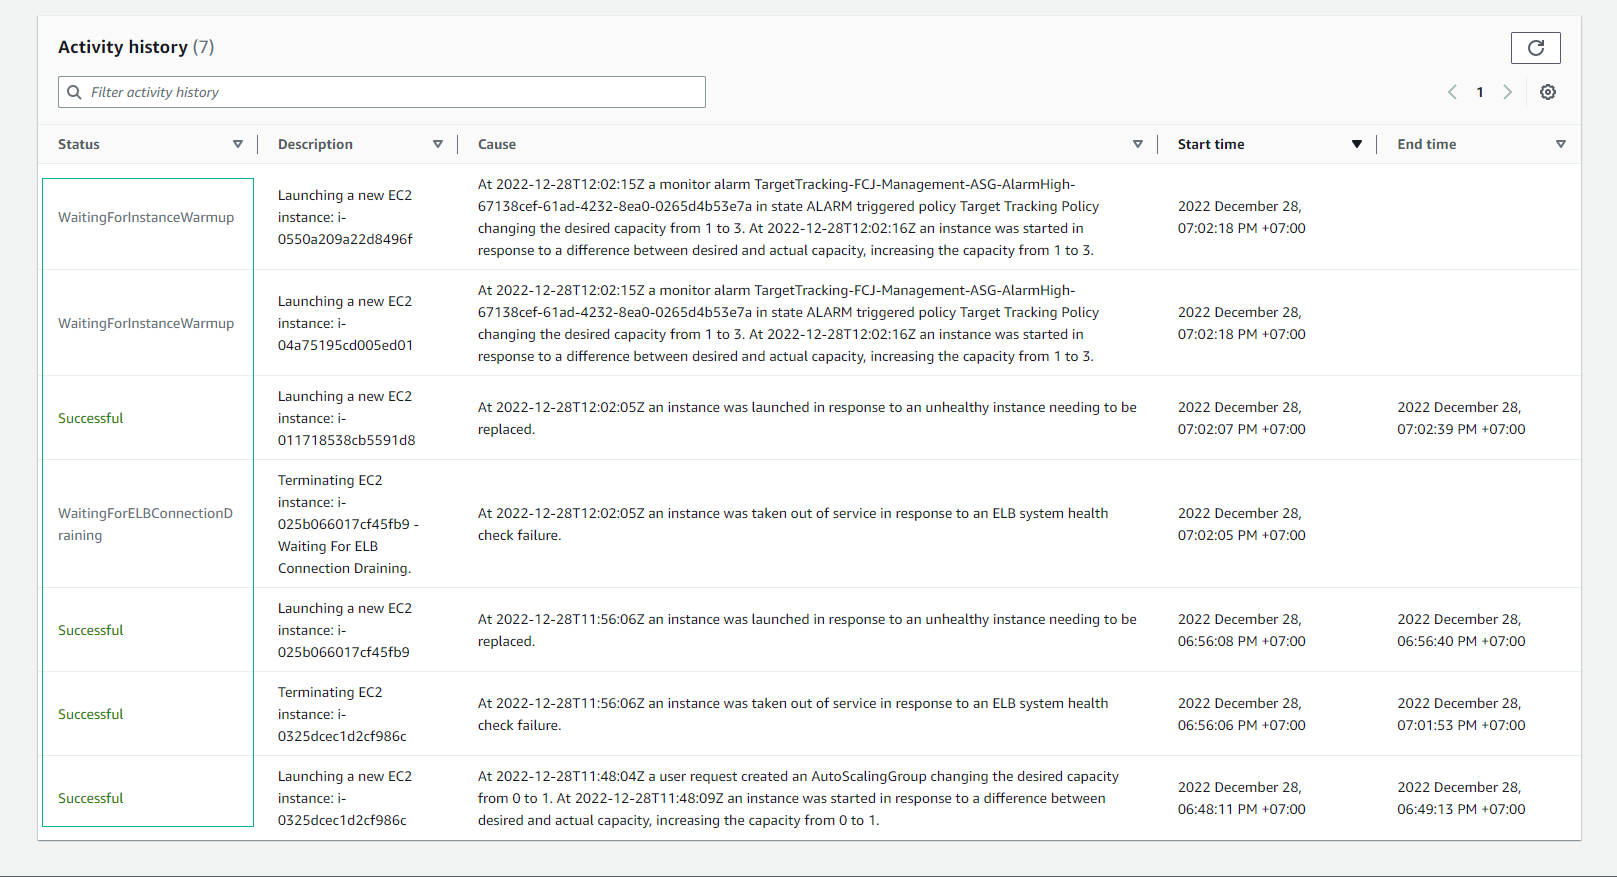 Activity history (7)
Filter activity history
1
Status
Description
Cause
Start time
End time
WaitingForInstanceWarmup
Launching a new EC2
instance: i-
0550a209a22d8496f
At 2022-12-28T12:02:15Z a monitor alarm TargetTracking-FCJ-Management-ASG-AlarmHigh-
67138cef-61ad-4232-8ea0-0265d4b53e7a in state ALARM triggered policy Target Tracking Policy
changing the desired capacity from 1 to 3. At 2022-12-28T12:02:16Z an instance was started in
response to a difference between desired and actual capacity, increasing the capacity from 1 to 3.
2022 December 28,
07:02:18 PM +07:00
WaitingForInstanceWarmup
Launching a new EC2
instance: i-
04a75195cd005ed01
At 2022-12-28T12:02:15Z a monitor alarm TargetTracking-FCJ-Management-ASG-AlarmHigh-
67138cef-61ad-4232-8ea0-0265d4b53e7a in state ALARM triggered policy Target Tracking Policy
changing the desired capacity from 1 to 3. At 2022-12-28T12:02:16Z an instance was started in
response to a difference between desired and actual capacity, increasing the capacity from 1 to 3.
2022 December 28,
07:02:18 PM +07:00
Successful
Launching a new EC2
instance: i-
011718538cb5591d8
At 2022-12-28T12:02:05Z an instance was launched in response to an unhealthy instance needing to be
replaced.
2022 December 28,
07:02:07 PM +07:00
2022 December 28,
07:02:39 PM +07:00
WaitingForELBConnectionD
raining
Terminating EC2
instance: i-
025b066017cf45fb9 -
Waiting For ELB
Connection Draining.
At 2022-12-28T12:02:05Z an instance was taken out of service in response to an ELB system health
check failure.
2022 December 28,
07:02:05 PM +07:00
Successful
Launching a new EC2
instance: i-
025b066017cf45fb9
At 2022-12-28T11:56:06Z an instance was launched in response to an unhealthy instance needing to be
replaced.
2022 December 28,
06:56:08 PM +07:00
2022 December 28,
06:56:40 PM +07:00
Successful
Terminating EC2
instance: i-
0325dcec1d2cf986c
At 2022-12-28T11:56:06Z an instance was taken out of service in response to an ELB system health
check failure.
2022 December 28,
06:56:06 PM +07:00
2022 December 28,
07:01:53 PM +07:00
Successful
Launching a new EC2
instance: i-
0325dcec1d2cf986c
At 2022-12-28T11:48:04Z a user request created an AutoScalingGroup changing the desired capacity
from 0 to 1. At 2022-12-28T11:48:09Z an instance was started in response to a difference between
desired and actual capacity, increasing the capacity from 0 to 1.
2022 December 28,
06:48:11 PM +07:00
2022 December 28,
06:49:13 PM +07:00